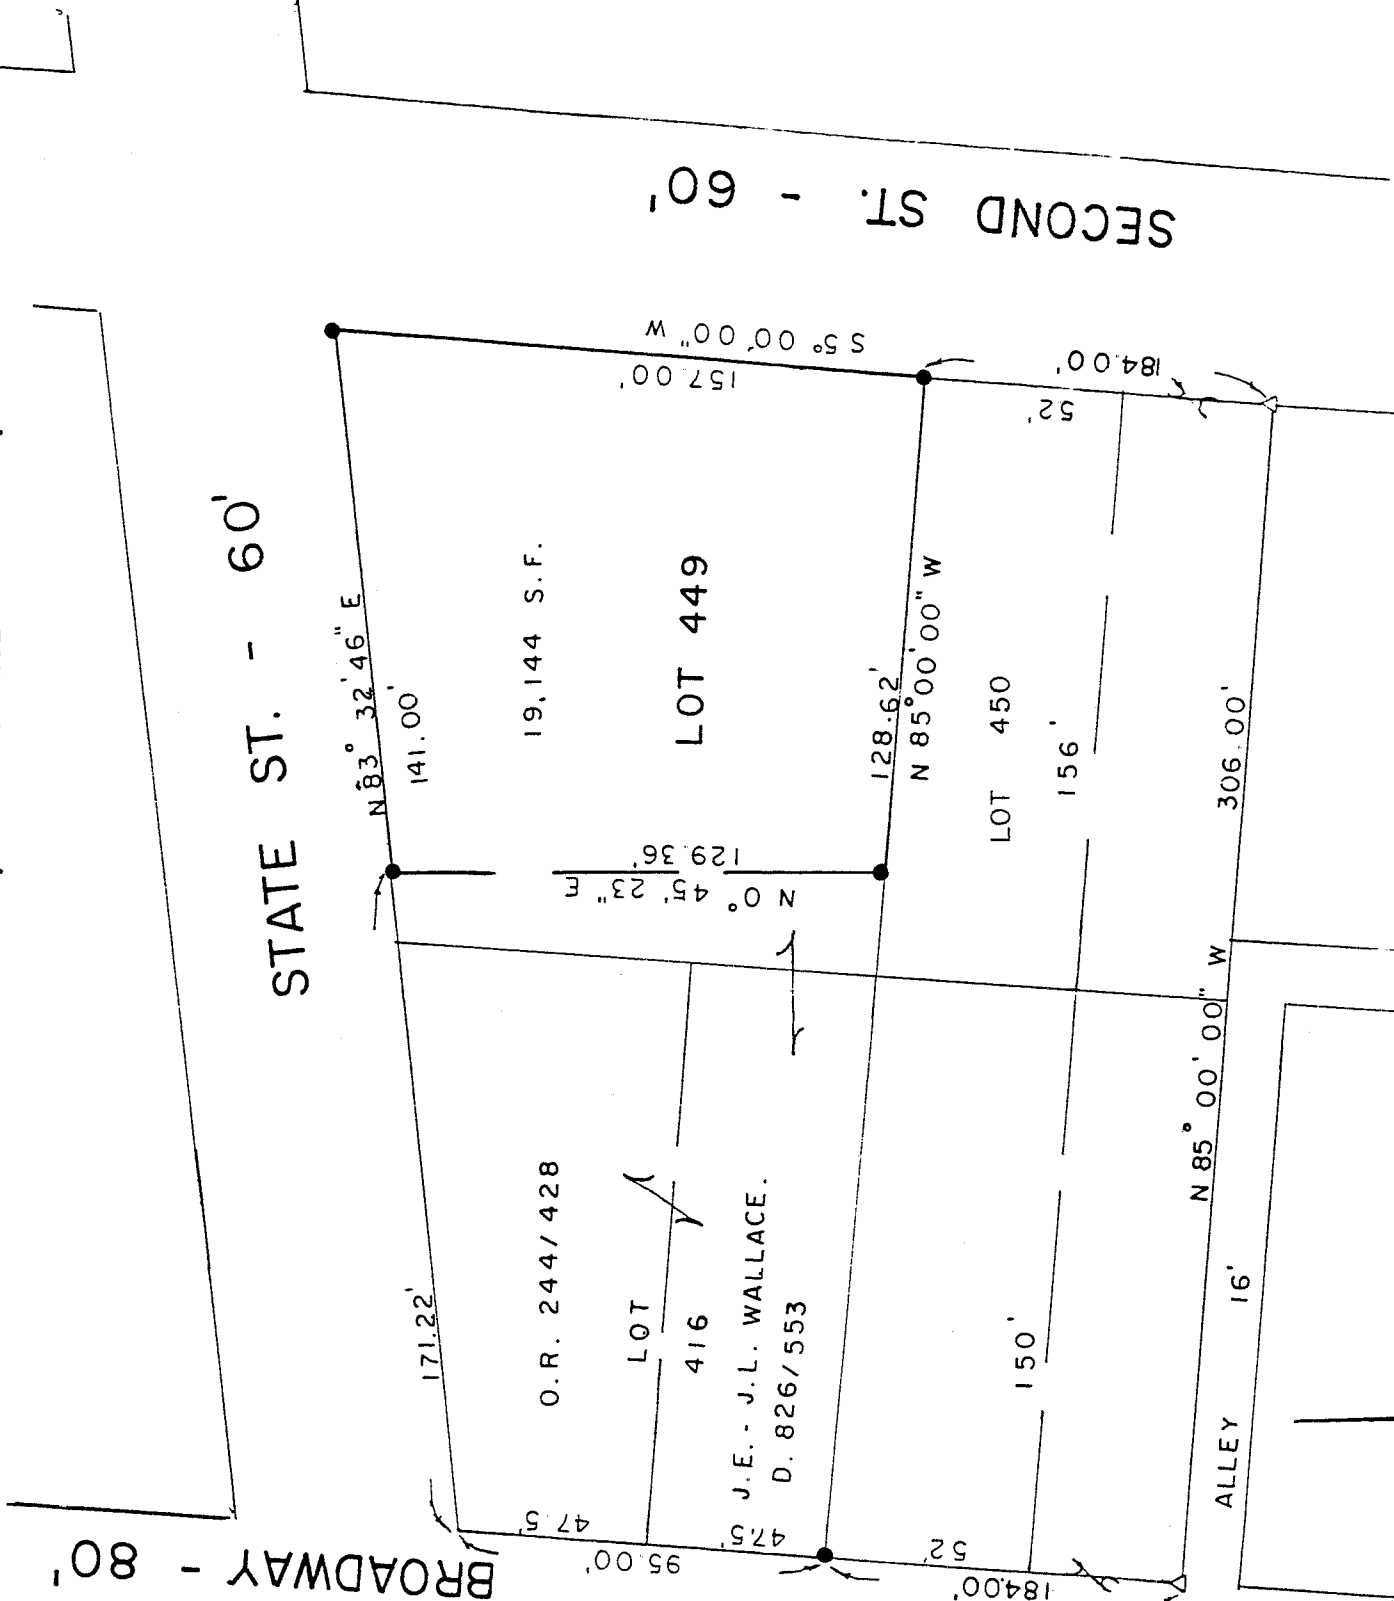 SECOND ST. - 60'
STATE ST. - 60'
BROADWAY - 80'
S 5° 00' 00" W
157.00'
184.00'
52'
N 83° 32' 46" E
141.00'
19,144 S.F.
LOT 449
128.62'
N 85° 00' 00" W
129.36'
N 0° 45' 23" E
LOT 450
156'
306.00'
N 85° 00' 00" W
171.22'
O.R. 244/428
LOT
416
J.E. - J.L. WALLACE.
D. 826/553
150'
ALLEY 16'
47.5'
47.5'
95.00'
52'
184.00'